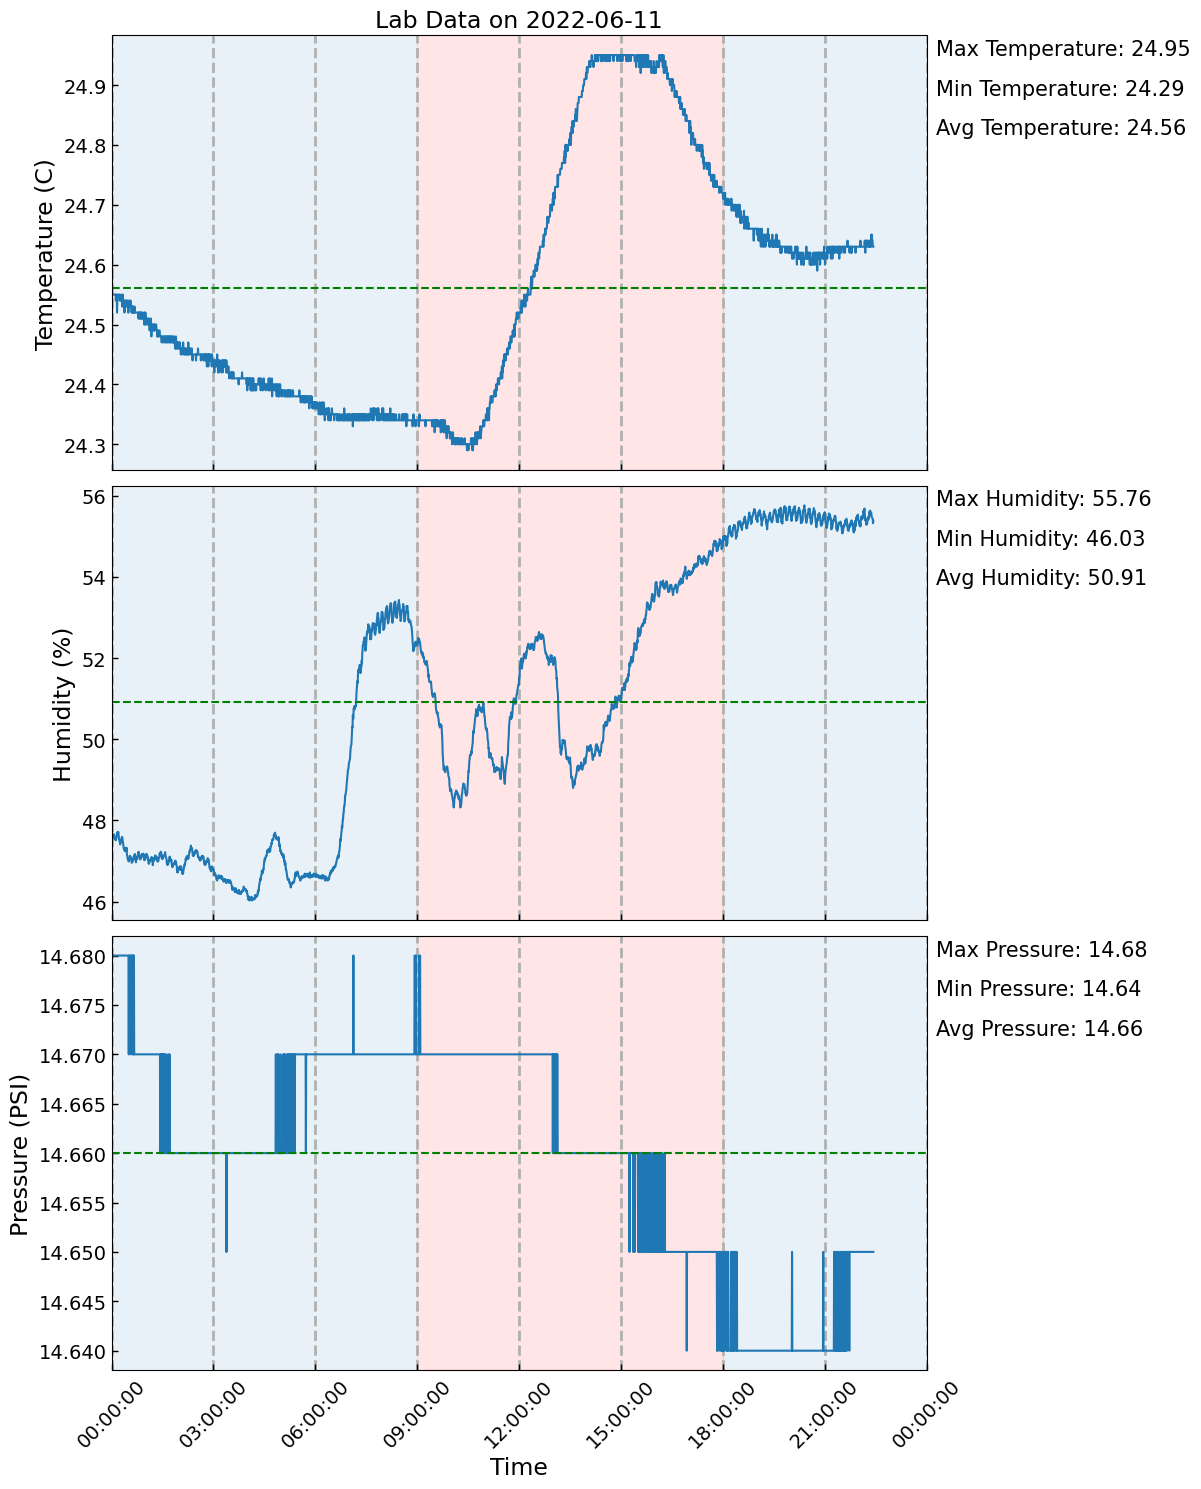 Lab Data on 2022-06-11
Temperature (C)
24.9
24.8
24.7
24.6
24.5
24.4
24.3
Max Temperature: 24.95
Min Temperature: 24.29
Avg Temperature: 24.56
Humidity (%)
56
54
52
50
48
46
Max Humidity: 55.76
Min Humidity: 46.03
Avg Humidity: 50.91
Pressure (PSI)
14.680
14.675
14.670
14.665
14.660
14.655
14.650
14.645
14.640
Max Pressure: 14.68
Min Pressure: 14.64
Avg Pressure: 14.66
00:00:00
03:00:00
06:00:00
09:00:00
12:00:00
15:00:00
18:00:00
21:00:00
00:00:00
Time